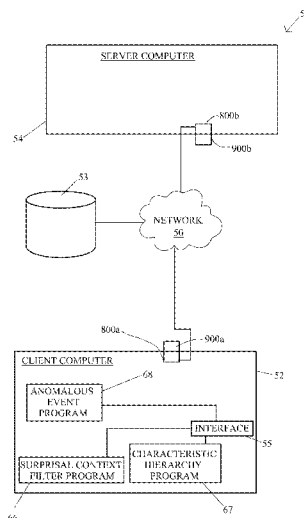 5
SERVER COMPUTER
800b
54
900b
53
NETWORK
56
800a
900a
CLIENT COMPUTER
52
68
ANOMALOUS
EVENT
PROGRAM
INTERFACE
55
SURPRISAL CONTEXT
FILTER PROGRAM
CHARACTERISTIC
HIERARCHY
PROGRAM
66
67